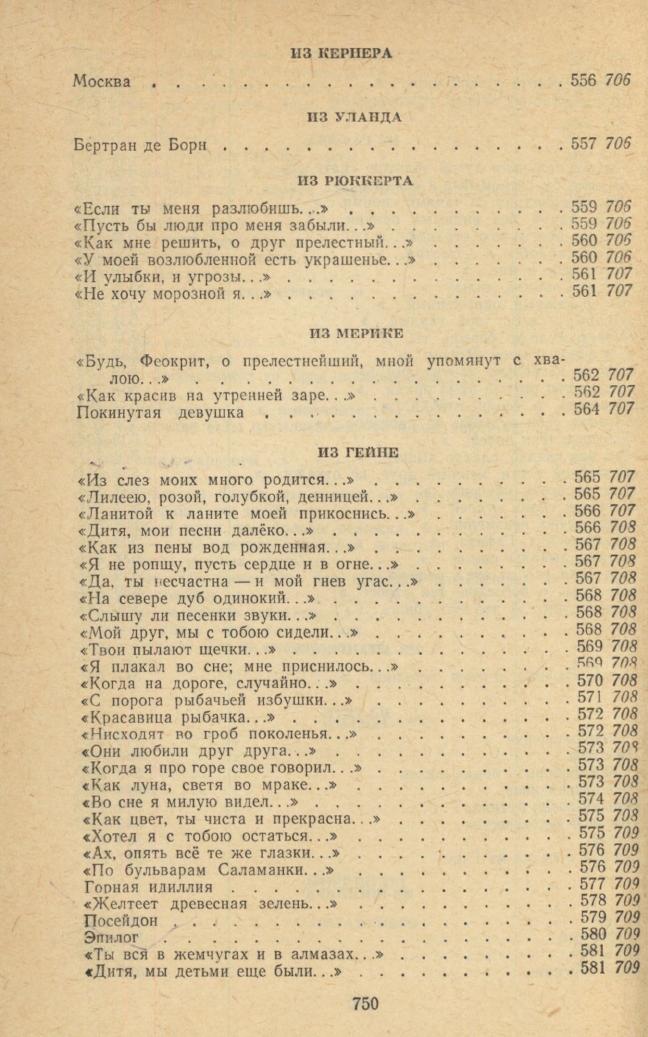 ИЗ КЕРНЕРА
Москва . . . . . . . . . . . . . . . . . . 556 706
ИЗ УЛАНДА
Бертран де Борн . . . . . . . . . . . . . . . 557 706
ИЗ РЮККЕРТА
«Если ты меня разлюбишь...» . . . . . . . . . . 559 706
«Пусть бы люди про меня забыли...» . . . . . . . . 559 706
«Как мне решить, о друг прелестный...» . . . . . . . 560 706
«У моей возлюбленной есть украшенье...» . . . . . . . 560 706
«И улыбки, и угрозы...» . . . . . . . . . . . . 561 707
«Не хочу морозной я...» . . . . . . . . . . . . 561 707
ИЗ МЕРИКЕ
«Будь, Феокрит, о прелестнейший, мной упомянут с хва-
лою...» . . . . . . . . . . . . . . . . . 562 707
«Как красив на утренней заре...» . . . . . . . . . 562 707
Покинутая девушка . . . . . . . . . . . . . . 564 707
ИЗ ГЕЙНЕ
«Из слез моих много родится...» . . . . . . . . . 565 707
«Лилеею, розой, голубкой, денницей...» . . . . . . . 565 707
«Ланитой к ланите моей прикоснись...» . . . . . . . 566 707
«Дитя, мои песни далёко...» . . . . . . . . . . . 566 708
«Как из пены вод рожденная...» . . . . . . . . . 567 708
«Я не ропщу, пусть сердце и в огне...» . . . . . . . 567 708
«Да, ты несчастна — и мой гнев угас...» . . . . . . . 567 708
«На севере дуб одинокий...» . . . . . . . . . . . 568 708
«Слышу ли песенки звуки...» . . . . . . . . . . . 568 708
«Мой друг, мы с тобою сидели...» . . . . . . . . . 568 708
«Твои пылают щечки...» . . . . . . . . . . . . 569 708
«Я плакал во сне; мне приснилось...» . . . . . . . . 569 708
«Когда на дороге, случайно...» . . . . . . . . . . 570 708
«С порога рыбачьей избушки...» . . . . . . . . . 571 708
«Красавица рыбачка...» . . . . . . . . . . . . 572 708
«Нисходят во гроб поколенья...» . . . . . . . . . 572 708
«Они любили друг друга...» . . . . . . . . . . . 573 708
«Когда я про горе свое говорил...» . . . . . . . . 573 708
«Как луна, светя во мраке...» . . . . . . . . . . 573 708
«Во сне я милую видел...» . . . . . . . . . . . 574 708
«Как цвет, ты чиста и прекрасна...» . . . . . . . . 575 708
«Хотел я с тобою остаться...» . . . . . . . . . . 575 709
«Ах, опять всё те же глазки...» . . . . . . . . . . 576 709
«По бульварам Саламанки...» . . . . . . . . . . 576 709
Горная идиллия . . . . . . . . . . . . . . . 577 709
«Желтеет древесная зелень...» . . . . . . . . . . 578 709
Посейдон . . . . . . . . . . . . . . . . . 579 709
Эпилог . . . . . . . . . . . . . . . . . . 580 709
«Ты вся в жемчугах и в алмазах...» . . . . . . . . 581 709
«Дитя, мы детьми еще были...» . . . . . . . . . . 581 709
750